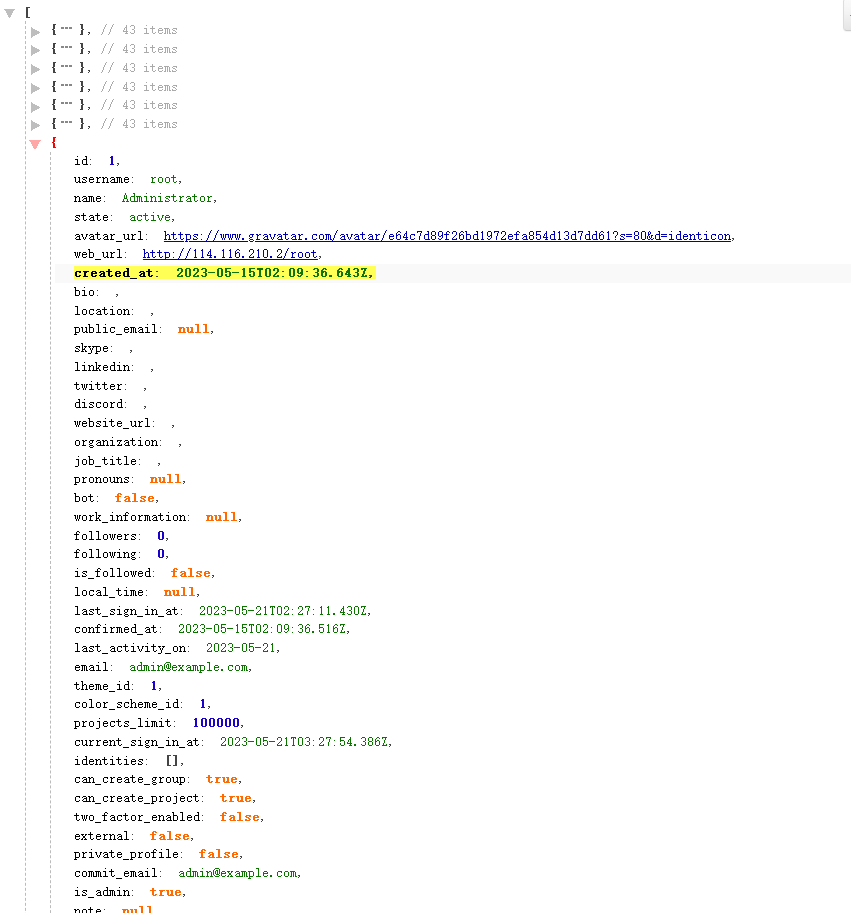 [
{ ··· }, // 43 items
{ ··· }, // 43 items
{ ··· }, // 43 items
{ ··· }, // 43 items
{ ··· }, // 43 items
{ ··· }, // 43 items
{
id: 1,
username: root,
name: Administrator,
state: active,
avatar_url: https://www.gravatar.com/avatar/e64c7d89f26bd1972efa854d13d7dd61?s=80&d=identicon,
web_url: http://114.116.210.2/root,
created_at: 2023-05-15T02:09:36.643Z,
bio: ,
location: ,
public_email: null,
skype: ,
linkedin: ,
twitter: ,
discord: ,
website_url: ,
organization: ,
job_title: ,
pronouns: null,
bot: false,
work_information: null,
followers: 0,
following: 0,
is_followed: false,
local_time: null,
last_sign_in_at: 2023-05-21T02:27:11.430Z,
confirmed_at: 2023-05-15T02:09:36.516Z,
last_activity_on: 2023-05-21,
email: admin@example.com,
theme_id: 1,
color_scheme_id: 1,
projects_limit: 100000,
current_sign_in_at: 2023-05-21T03:27:54.386Z,
identities: [],
can_create_group: true,
can_create_project: true,
two_factor_enabled: false,
external: false,
private_profile: false,
commit_email: admin@example.com,
is_admin: true,
note: null